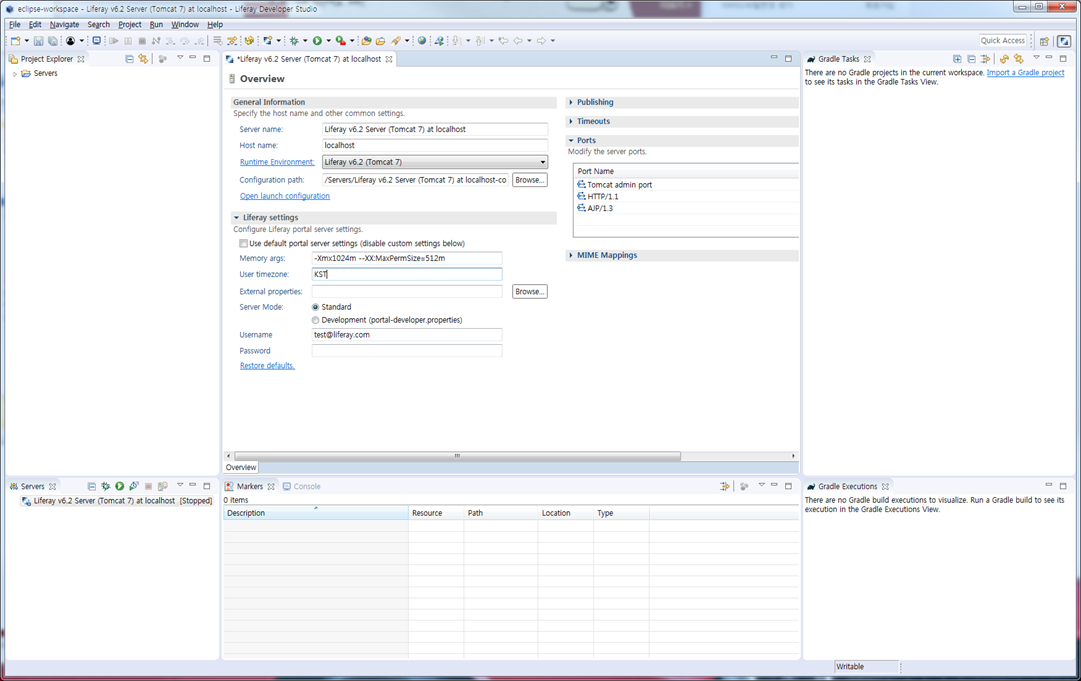 eclipse-workspace - Liferay v6.2 Server (Tomcat 7) at localhost - Liferay Developer Studio
File Edit Navigate Search Project Run Window Help
Quick Access
Project Explorer
Servers
*Liferay v6.2 Server (Tomcat 7) at localhost
Overview
General Information
Specify the host name and other common settings.
Server name: Liferay v6.2 Server (Tomcat 7) at localhost
Host name: localhost
Runtime Environment: Liferay v6.2 (Tomcat 7)
Configuration path: /Servers/Liferay v6.2 Server (Tomcat 7) at localhost-co Browse...
Open launch configuration
Liferay settings
Configure Liferay portal server settings.
Use default portal server settings (disable custom settings below)
Memory args: -Xmx1024m --XX:MaxPermSize=512m
User timezone: KST
External properties: Browse...
Server Mode: Standard
Development (portal-developer.properties)
Username test@liferay.com
Password
Restore defaults.
Publishing
Timeouts
Ports
Modify the server ports.
Port Name
Tomcat admin port
HTTP/1.1
AJP/1.3
MIME Mappings
Overview
Gradle Tasks
There are no Gradle projects in the current workspace. Import a Gradle project
to see its tasks in the Gradle Tasks View.
Servers
Liferay v6.2 Server (Tomcat 7) at localhost [Stopped]
Markers Console
0 items
Description Resource Path Location Type
Gradle Executions
There are no Gradle build executions to visualize. Run a Gradle build to see its
execution in the Gradle Executions View.
Writable